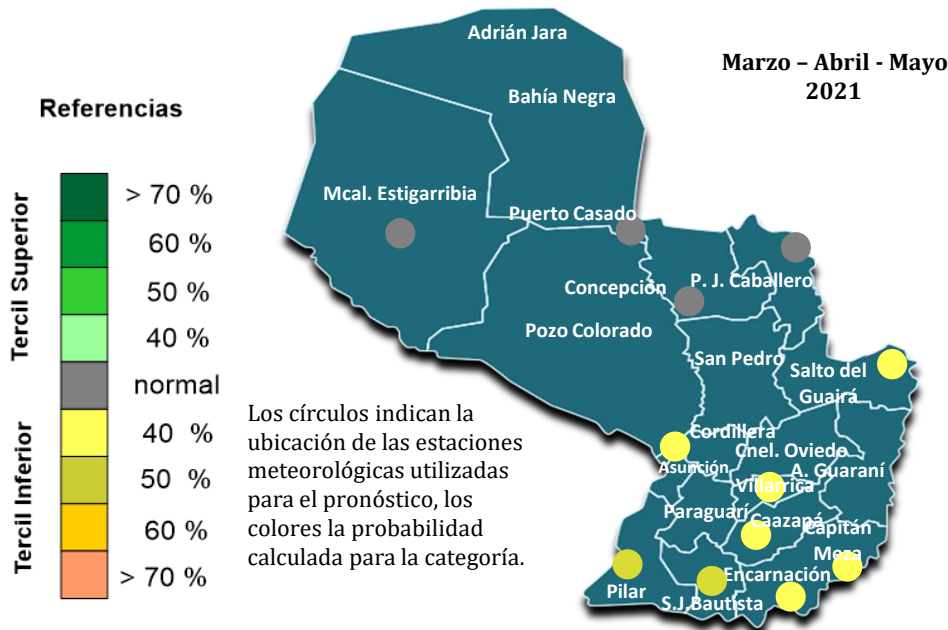 Marzo – Abril - Mayo
2021
Referencias
Tercil Superior
> 70 %
60 %
50 %
40 %
normal
Tercil Inferior
40 %
50 %
60 %
> 70 %
Los círculos indican la
ubicación de las estaciones
meteorológicas utilizadas
para el pronóstico, los
colores la probabilidad
calculada para la categoría.
Adrián Jara
Bahía Negra
Mcal. Estigarribia
Puerto Casado
Concepción
P. J. Caballero
Pozo Colorado
San Pedro
Salto del
Guairá
Cordillera
Asunción
Cnel. Oviedo
A. Guaraní
Villarrica
Paraguarí
Caazapá
Capitán
Meza
Encarnación
Pilar
S.J.Bautista